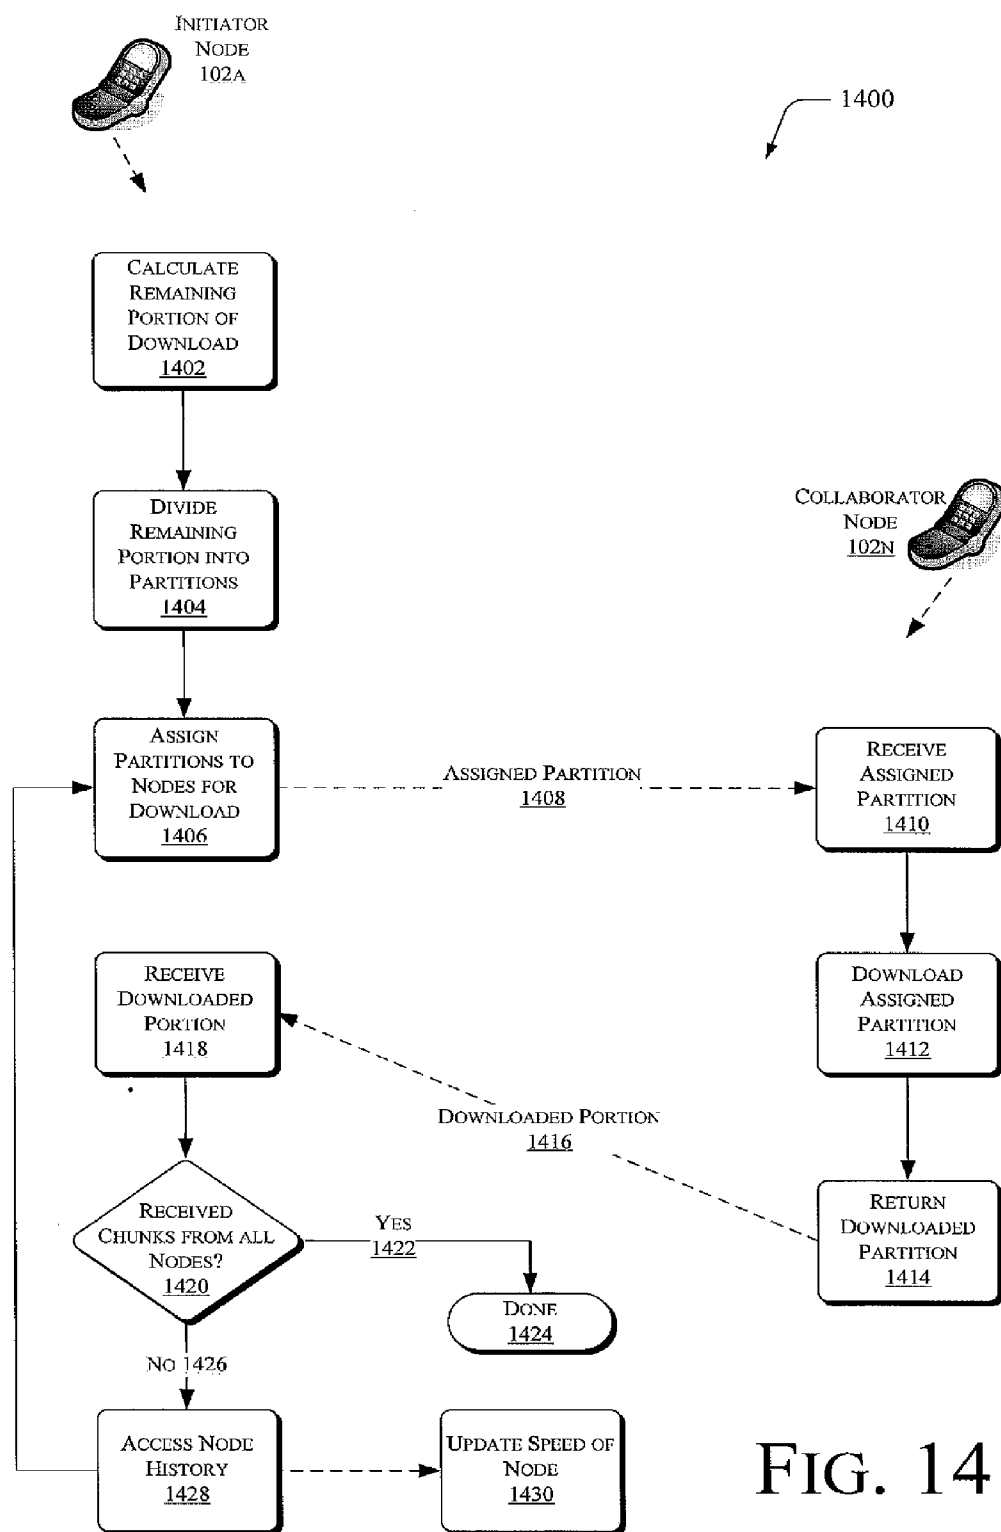 INITIATOR
NODE
102A
1400
CALCULATE
REMAINING
PORTION OF
DOWNLOAD
1402
DIVIDE
REMAINING
PORTION INTO
PARTITIONS
1404
COLLABORATOR
NODE
102N
ASSIGN
PARTITIONS TO
NODES FOR
DOWNLOAD
1406
ASSIGNED PARTITION
1408
RECEIVE
ASSIGNED
PARTITION
1410
DOWNLOAD
ASSIGNED
PARTITION
1412
RETURN
DOWNLOADED
PARTITION
1414
DOWNLOADED PORTION
1416
RECEIVE
DOWNLOADED
PORTION
1418
RECEIVED
CHUNKS FROM ALL
NODES?
1420
YES
1422
DONE
1424
NO 1426
ACCESS NODE
HISTORY
1428
UPDATE SPEED OF
NODE
1430
FIG. 14